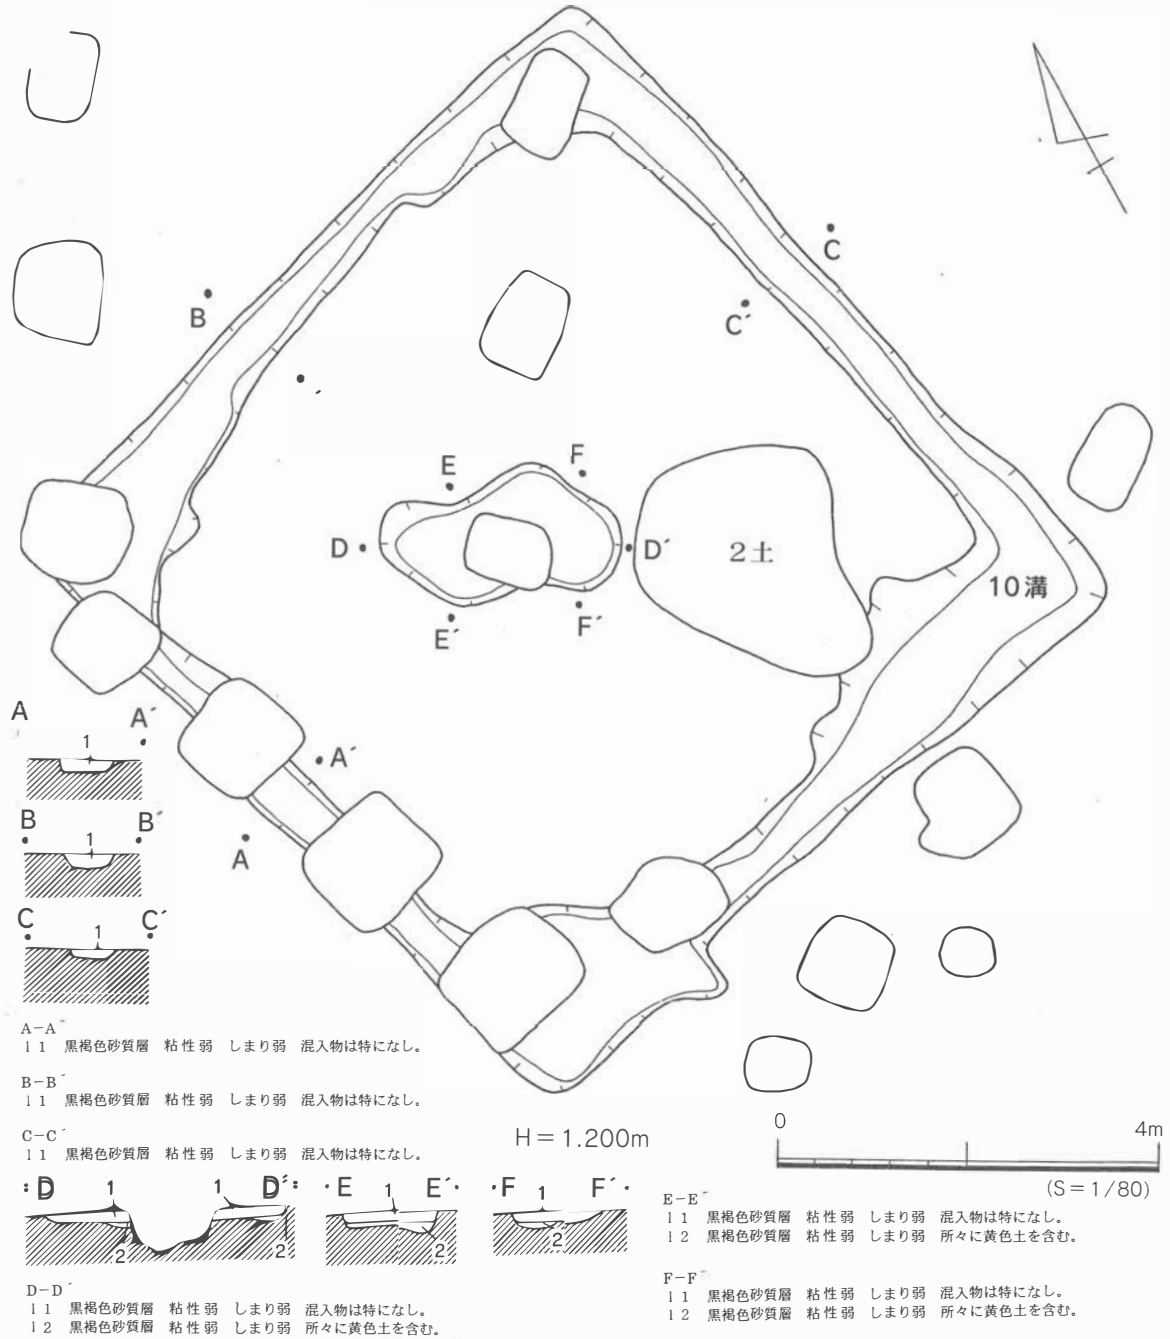 C
B
C´
E
F
D
D´
2土
10溝
E´
F´
A
A´
1
A´
B
B´
1
A
C
C´
1
A−A´
l 1 黒褐色砂質層 粘性弱 しまり弱 混入物は特になし。
B−B´
l 1 黒褐色砂質層 粘性弱 しまり弱 混入物は特になし。
C−C´
l 1 黒褐色砂質層 粘性弱 しまり弱 混入物は特になし。
H＝1.200m
0 4m
(S＝1/80)
D 1 1 D´
2 2
E 1 E´
2
F 1 F´
2
D−D´
l 1 黒褐色砂質層 粘性弱 しまり弱 混入物は特になし。
l 2 黒褐色砂質層 粘性弱 しまり弱 所々に黄色土を含む。
E−E´
l 1 黒褐色砂質層 粘性弱 しまり弱 混入物は特になし。
l 2 黒褐色砂質層 粘性弱 しまり弱 所々に黄色土を含む。
F−F´
l 1 黒褐色砂質層 粘性弱 しまり弱 混入物は特になし。
l 2 黒褐色砂質層 粘性弱 しまり弱 所々に黄色土を含む。